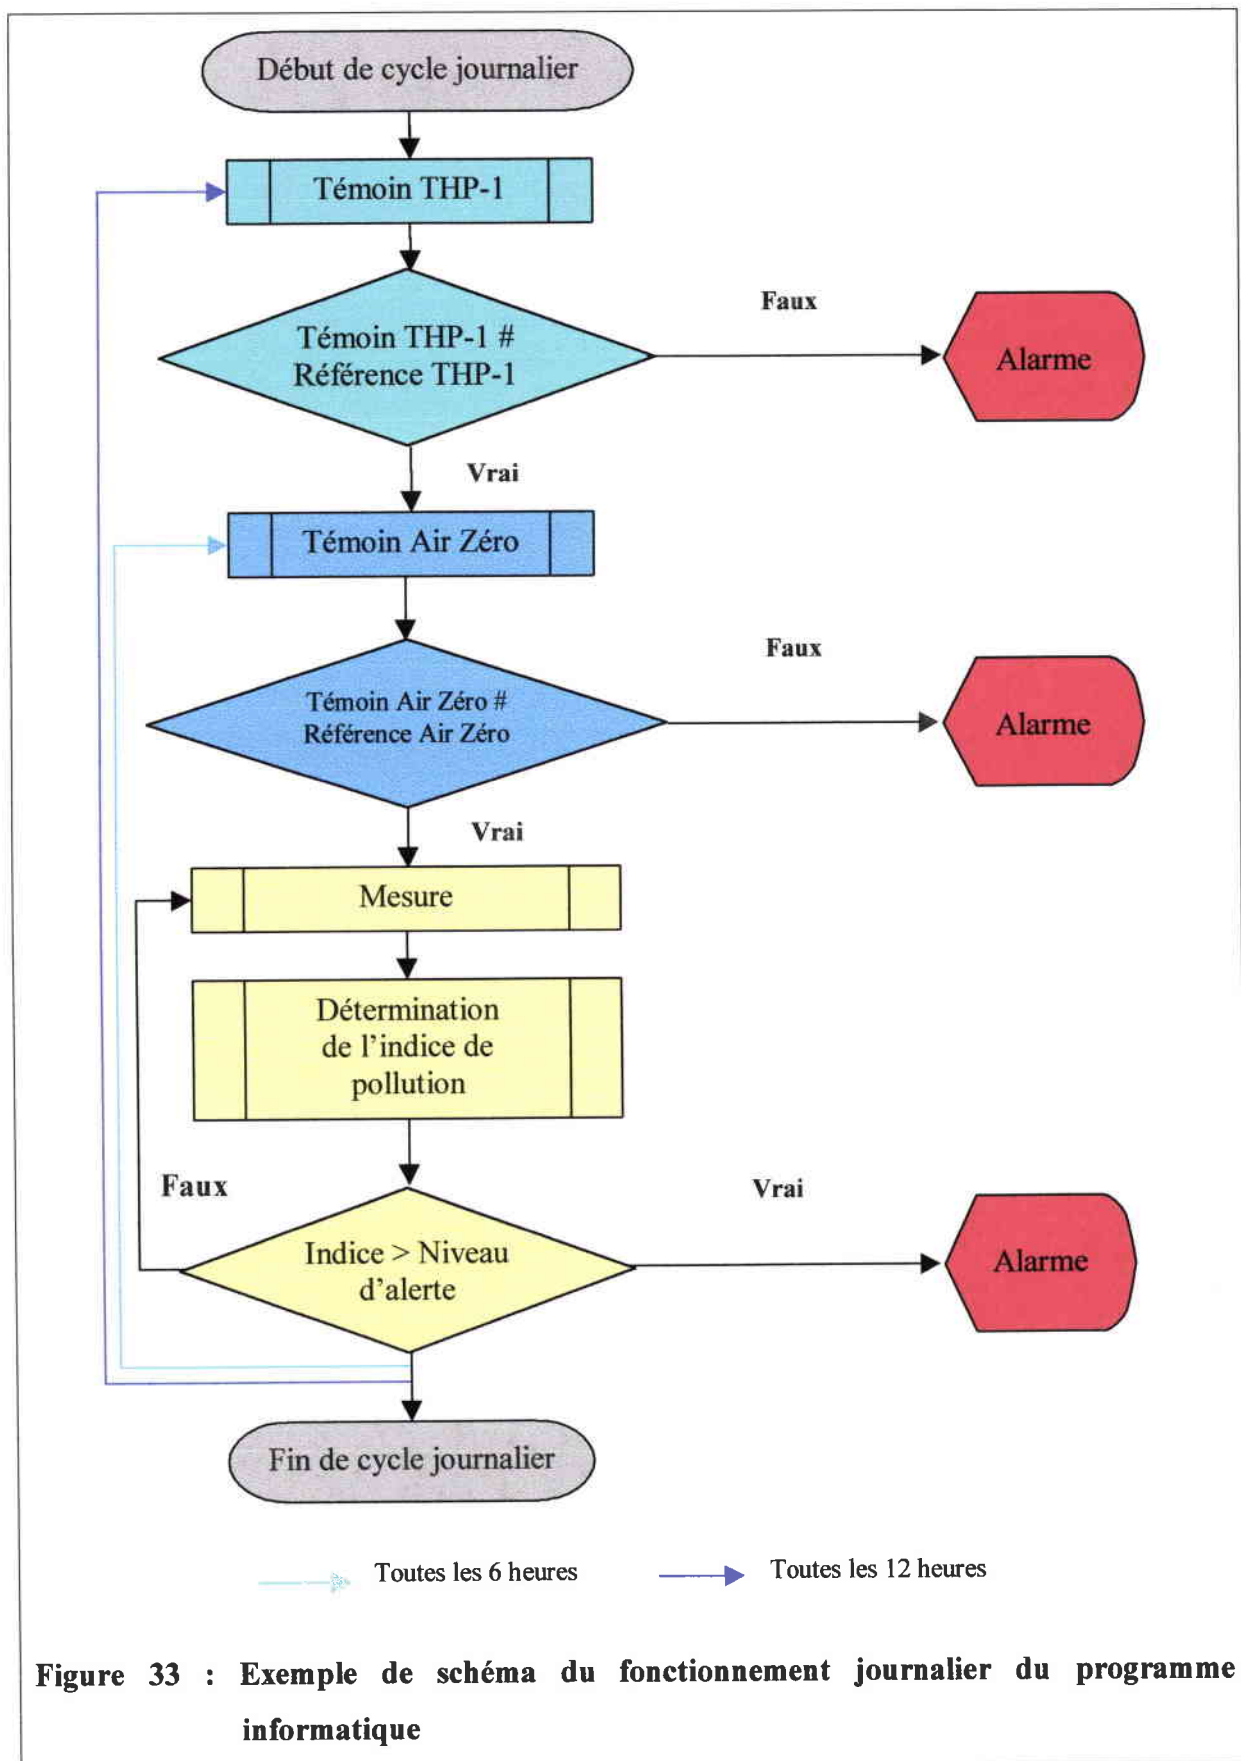 Début de cycle journalier
Témoin THP-1
Témoin THP-1 #
Référence THP-1
Faux
Alarme
Vrai
Témoin Air Zéro
Témoin Air Zéro #
Référence Air Zéro
Faux
Alarme
Vrai
Mesure
Détermination
de l'indice de
pollution
Faux
Indice > Niveau
d'alerte
Vrai
Alarme
Fin de cycle journalier
Toutes les 6 heures
Toutes les 12 heures
Figure 33 : Exemple de schéma du fonctionnement journalier du programme
informatique